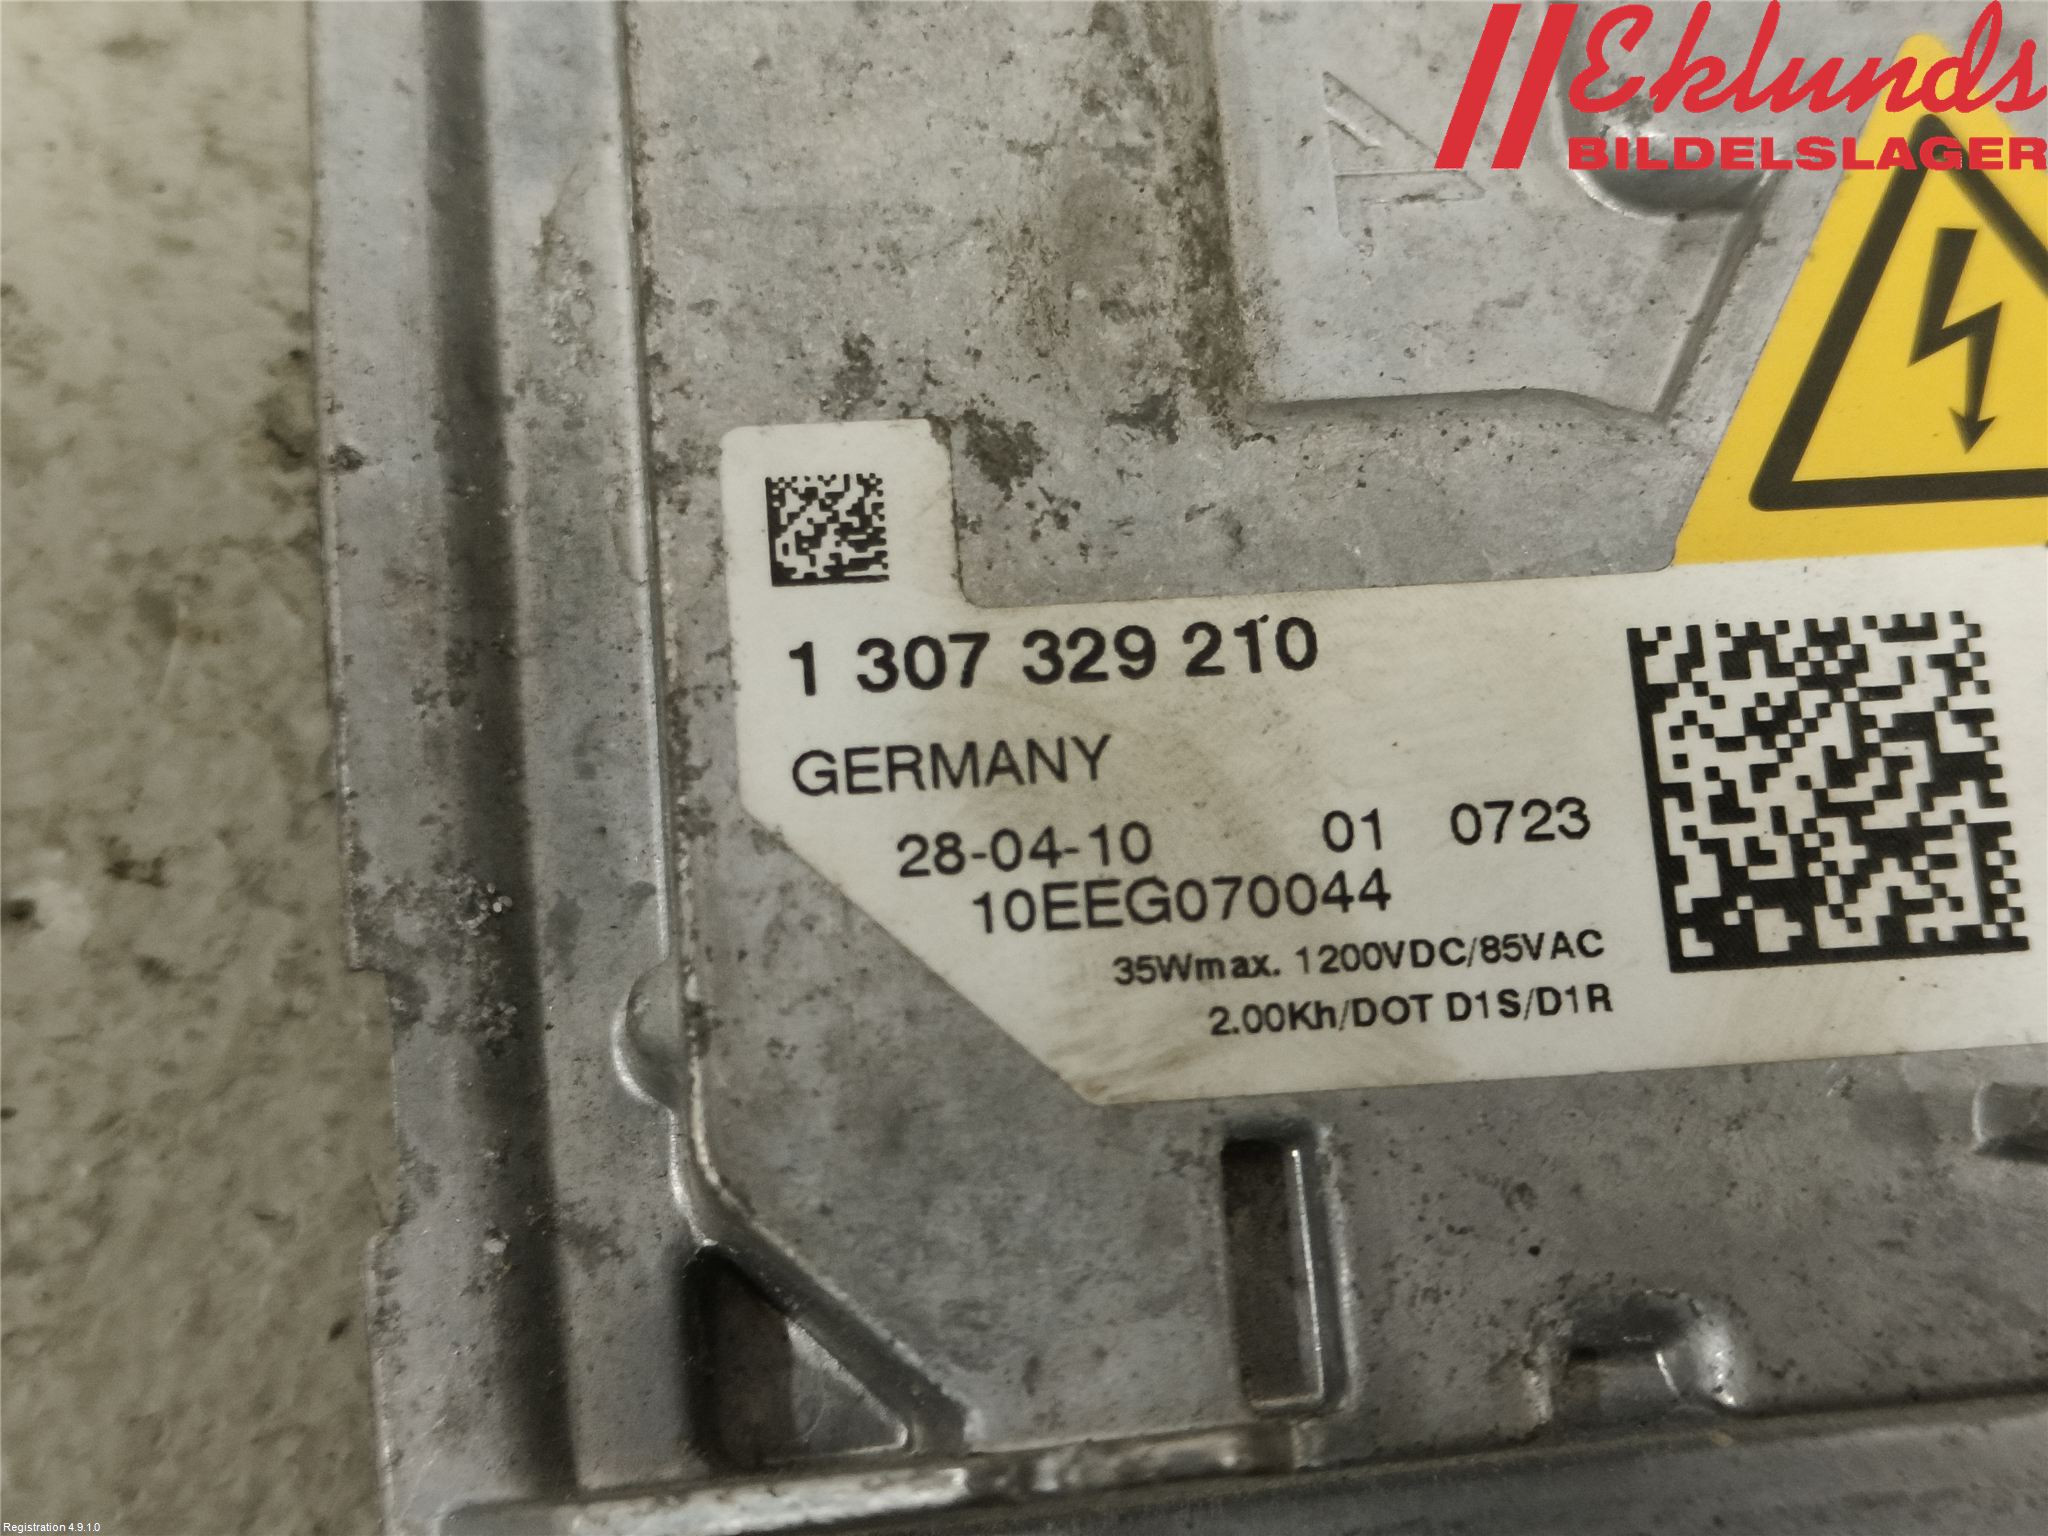 Eklunds
BILDELSLAGER
1 307 329 210
GERMANY
28-04-10 01 0723
10EEG070044
35Wmax. 1200VDC/85VAC
2.00Kh/DOT D1S/D1R
Registration 4.9.1.0